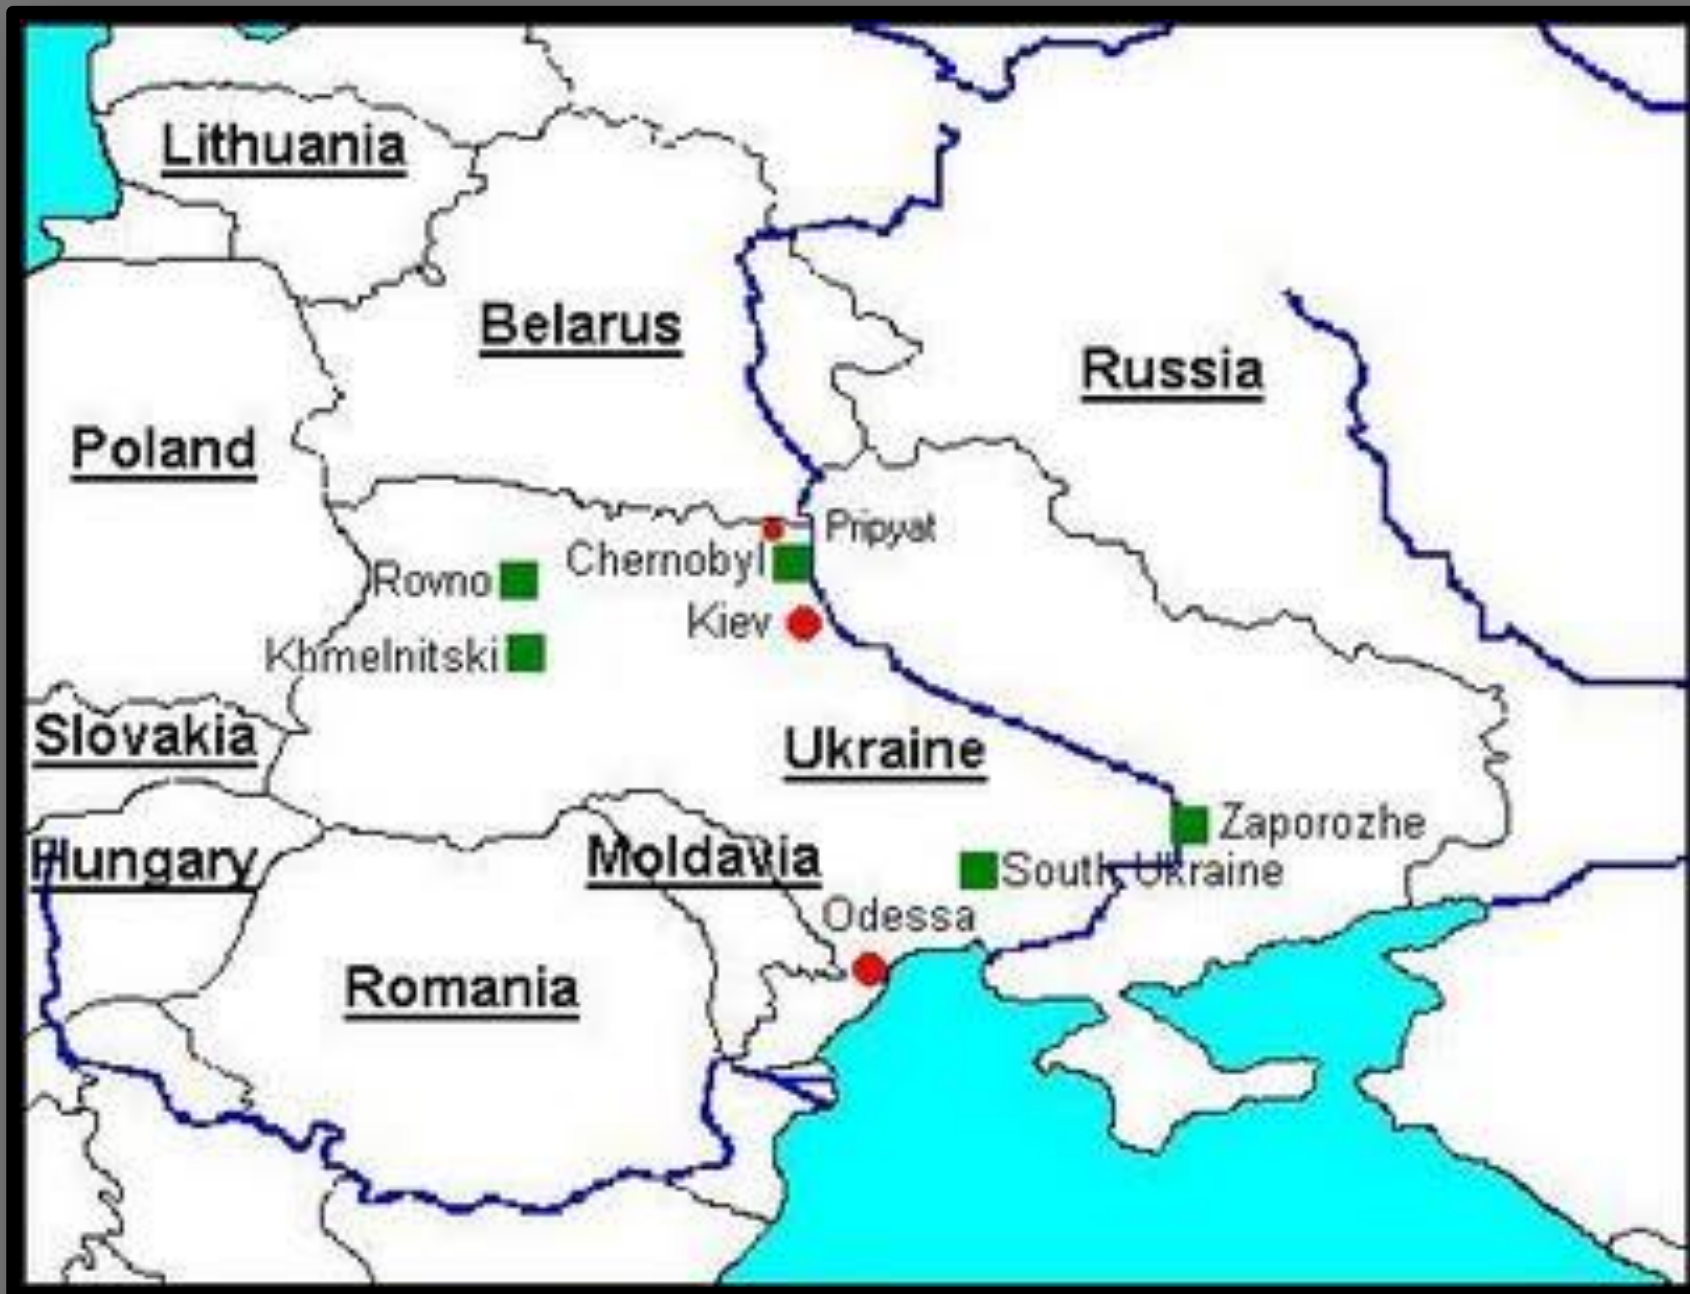 Lithuania
Belarus
Russia
Poland
Pripyat
Chernobyl
Rovno
Kiev
Khmelnitski
Slovakia
Ukraine
Zaporozhe
Hungary
Moldavia
South Ukraine
Odessa
Romania